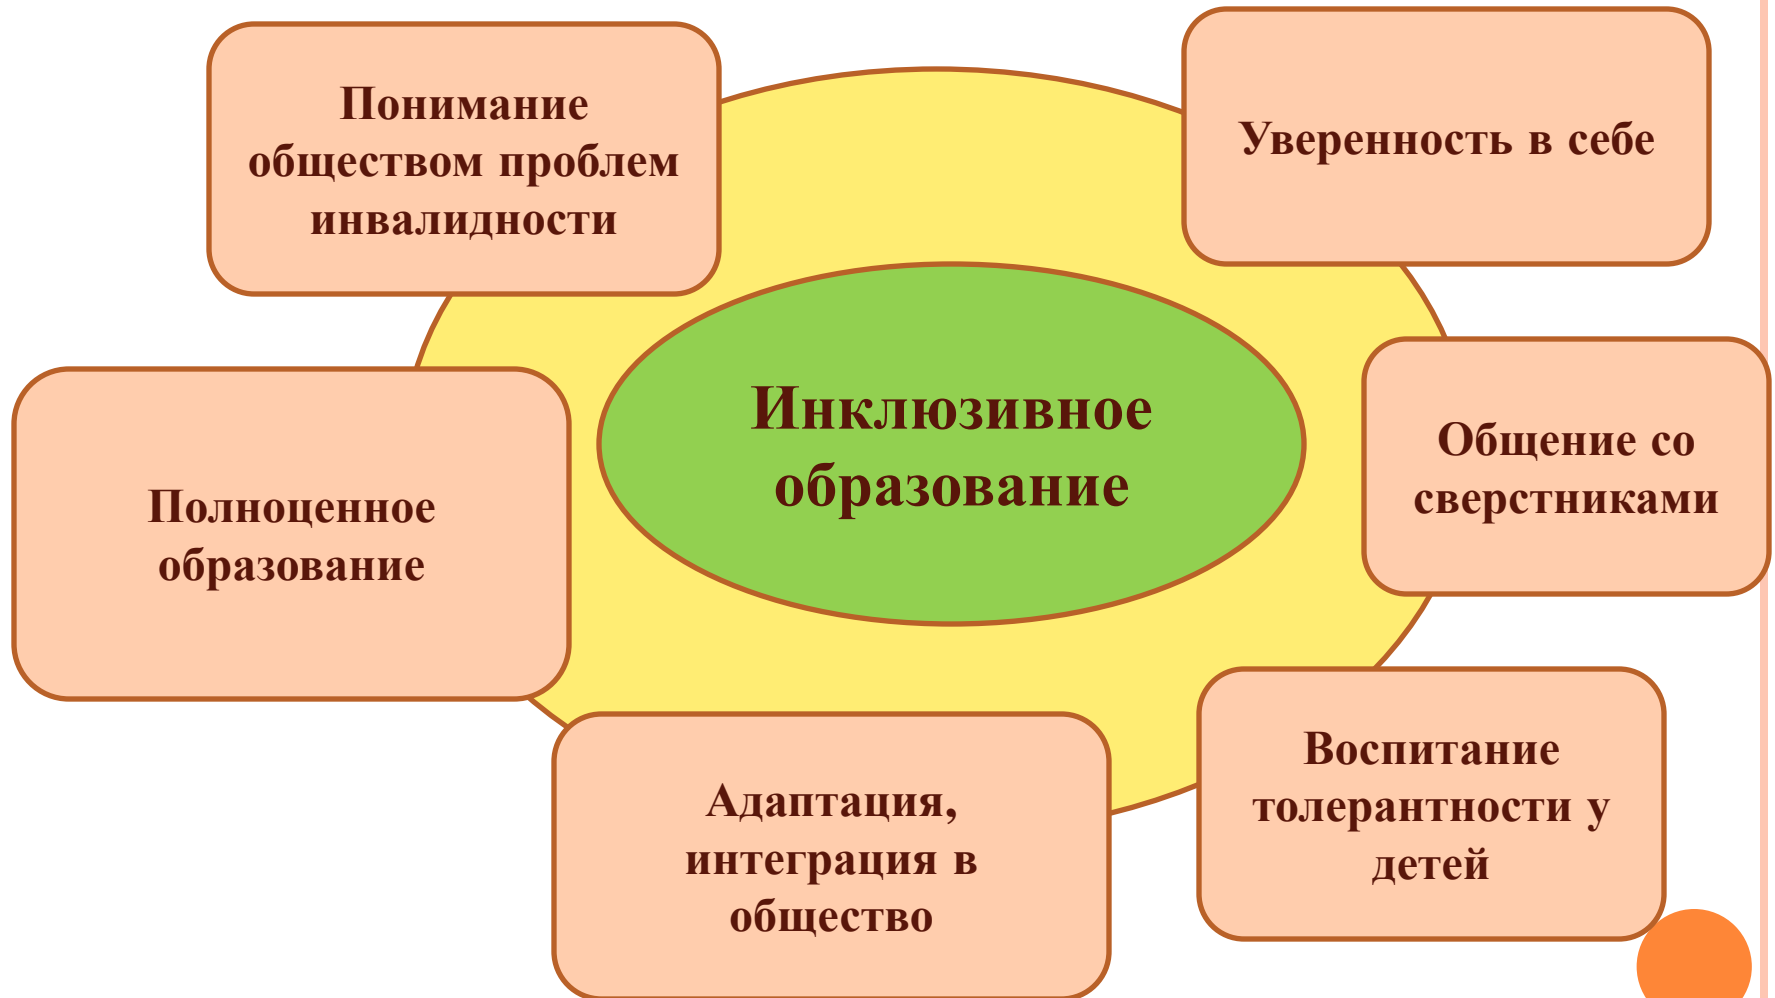 Понимание
обществом проблем
инвалидности
Уверенность в себе
Инклюзивное
образование
Общение со
сверстниками
Полноценное
образование
Воспитание
толерантности у
детей
Адаптация,
интеграция в
общество